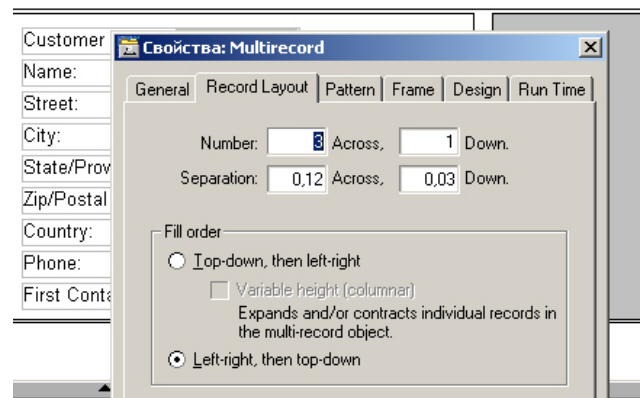 Customer
Name:
Street:
City:
State/Prov
Zip/Postal
Country:
Phone:
First Conta
Свойства: Multirecord
General Record Layout Pattern Frame Design Run Time
Number: 3 Across, 1 Down.
Separation: 0,12 Across, 0,03 Down.
Fill order
Top-down, then left-right
Variable height (columnar)
Expands and/or contracts individual records in
the multi-record object.
Left-right, then top-down